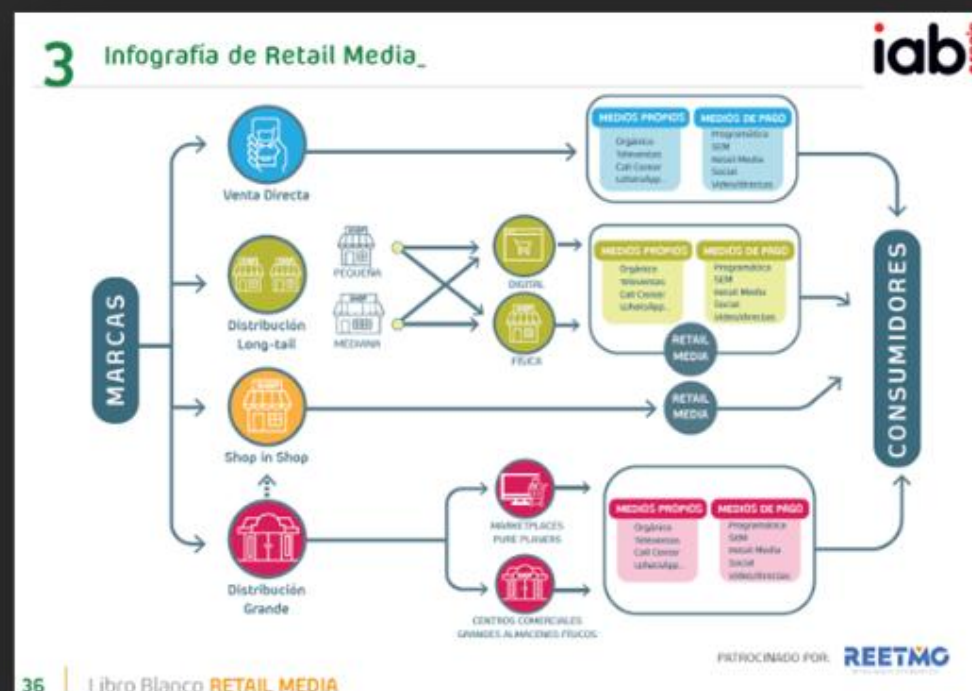 3 Infografía de Retail Media_
iab
MEDIOS PROPIOS
Orgánico
Televentas
Call Center
WhatsApp...
MEDIOS DE PAGO
Programática
SEM
Retail Media
Social
Video/directas
Venta Directa
MARCAS
Distribución
Long-tail
PEQUEÑA
MEDIANA
DIGITAL
FÍSICA
MEDIOS PROPIOS
Orgánico
Televentas
Call Center
WhatsApp...
MEDIOS DE PAGO
Programática
SEM
Retail Media
Social
Video/directas
RETAIL
MEDIA
CONSUMIDORES
Shop in Shop
RETAIL
MEDIA
Distribución
Grande
MARKETPLACES
PURE PLAYERS
CENTROS COMERCIALES
GRANDES ALMACENES FÍSICOS
MEDIOS PROPIOS
Orgánico
Televentas
Call Center
WhatsApp...
MEDIOS DE PAGO
Programática
SEM
Retail Media
Social
Video/directas
PATROCINADO POR: REETMO
36 | Libro Blanco RETAIL MEDIA